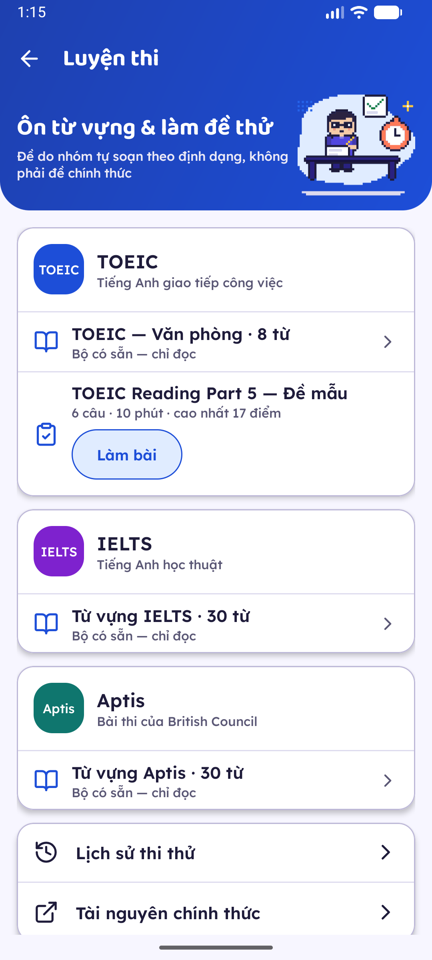 1:15
Luyện thi
Ôn từ vựng & làm đề thử
Đề do nhóm tự soạn theo định dạng, không
phải đề chính thức
TOEIC
TOEIC
Tiếng Anh giao tiếp công việc
TOEIC — Văn phòng · 8 từ
Bộ có sẵn — chỉ đọc
TOEIC Reading Part 5 — Đề mẫu
6 câu · 10 phút · cao nhất 17 điểm
Làm bài
IELTS
IELTS
Tiếng Anh học thuật
Từ vựng IELTS · 30 từ
Bộ có sẵn — chỉ đọc
Aptis
Aptis
Bài thi của British Council
Từ vựng Aptis · 30 từ
Bộ có sẵn — chỉ đọc
Lịch sử thi thử
Tài nguyên chính thức